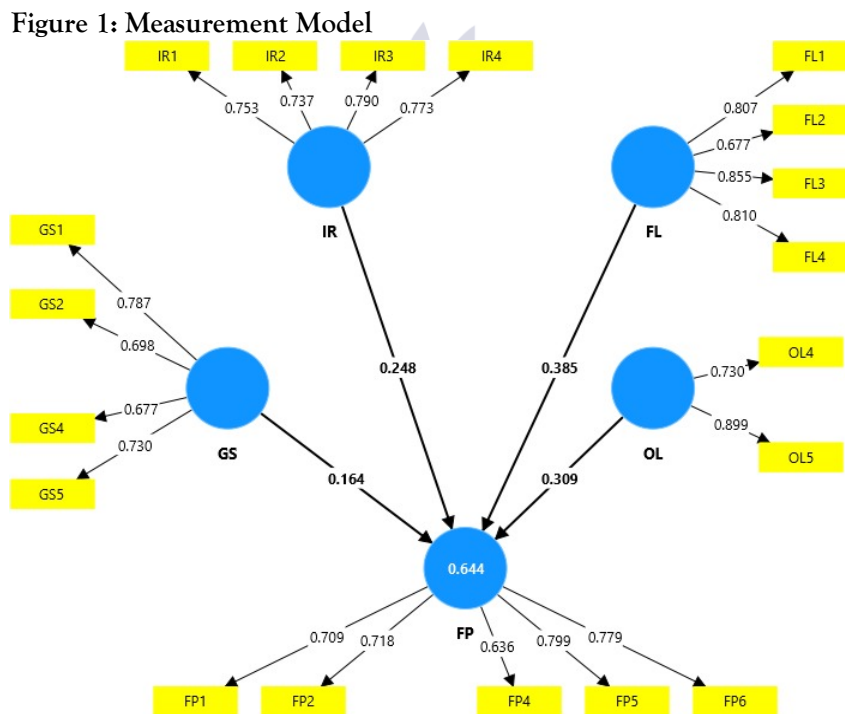 Figure 1: Measurement Model
IR1 IR2 IR3 IR4
0.753 0.737 0.790 0.773
IR
FL1
FL2
FL3
FL4
0.807
0.677
0.855
0.810
FL
GS1
GS2
GS4
GS5
0.787
0.698
0.677
0.730
GS
OL4
OL5
0.730
0.899
OL
0.248
0.385
0.164
0.309
0.644
FP
0.709 0.718 0.636 0.799 0.779
FP1 FP2 FP4 FP5 FP6